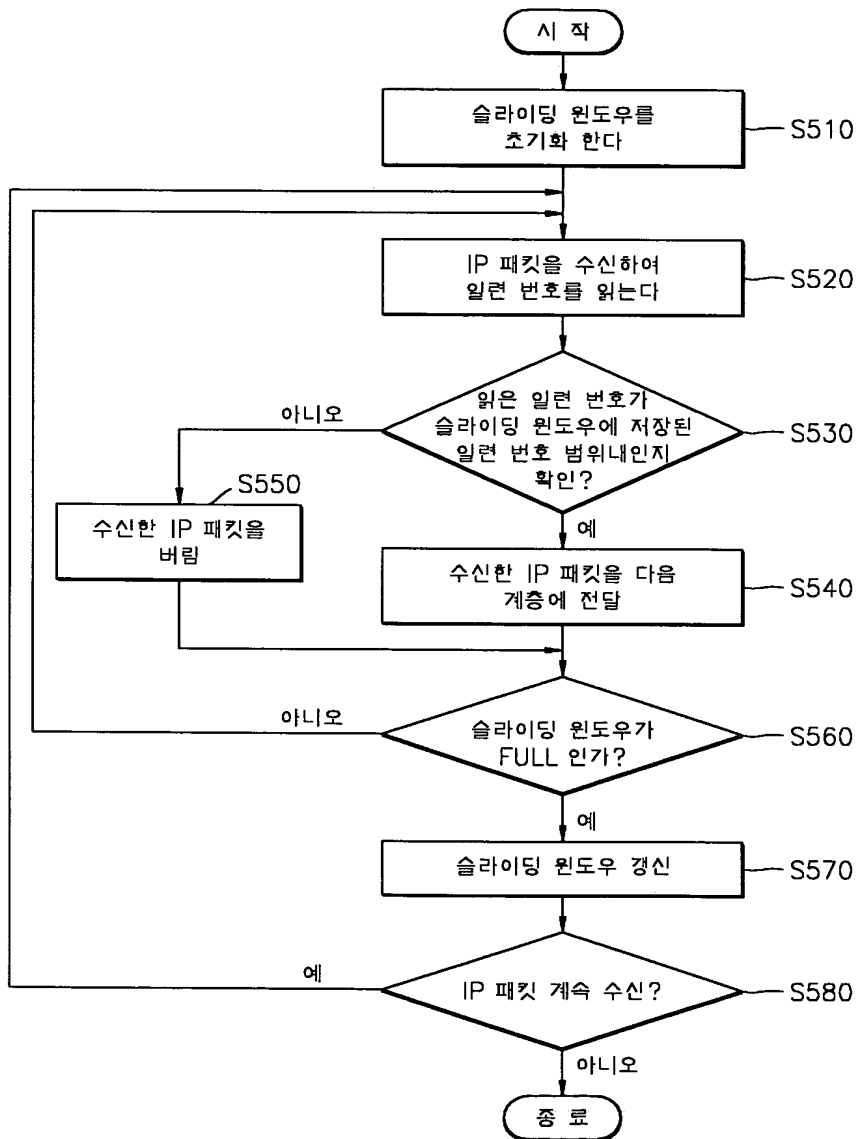 시 작
슬라이딩 윈도우를
초기화 한다
S510
IP 패킷을 수신하여
일련 번호를 읽는다
S520
읽은 일련 번호가
슬라이딩 윈도우에 저장된
일련 번호 범위내인지
확인?
S530
아니오
예
S550
수신한 IP 패킷을
버림
수신한 IP 패킷을 다음
계층에 전달
S540
슬라이딩 윈도우가
FULL 인가?
S560
아니오
예
슬라이딩 윈도우 갱신
S570
IP 패킷 계속 수신?
S580
예
아니오
종 료